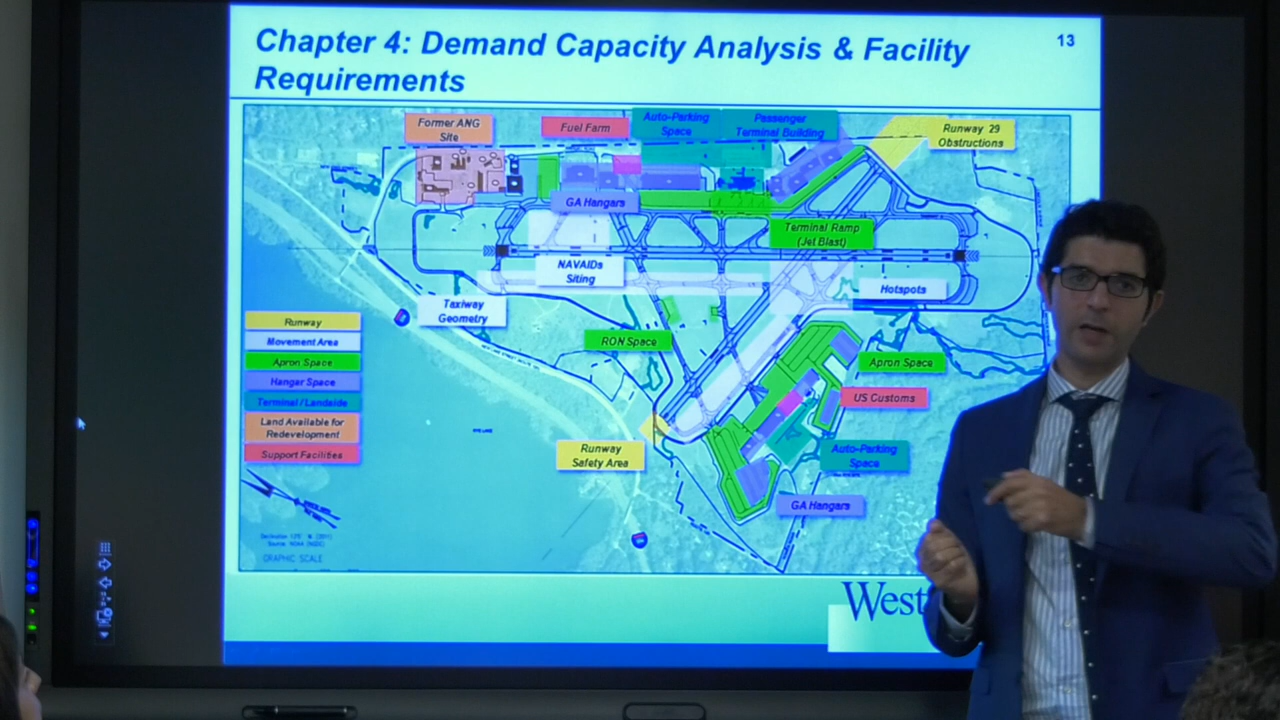 Chapter 4: Demand Capacity Analysis & Facility
Requirements
13
Former ANG
Site
Fuel Farm
Auto-Parking
Space
Passenger
Terminal Building
Runway 29
Obstructions
GA Hangars
Terminal Ramp
(Jet Blast)
NAVAIDs
Siting
Hotspots
Taxiway
Geometry
RON Space
Apron Space
US Customs
Runway
Safety Area
Auto-Parking
Space
GA Hangars
Runway
Movement Area
Apron Space
Hangar Space
Terminal / Landside
Land Available for
Redevelopment
Support Facilities
GRAPHIC SCALE
West